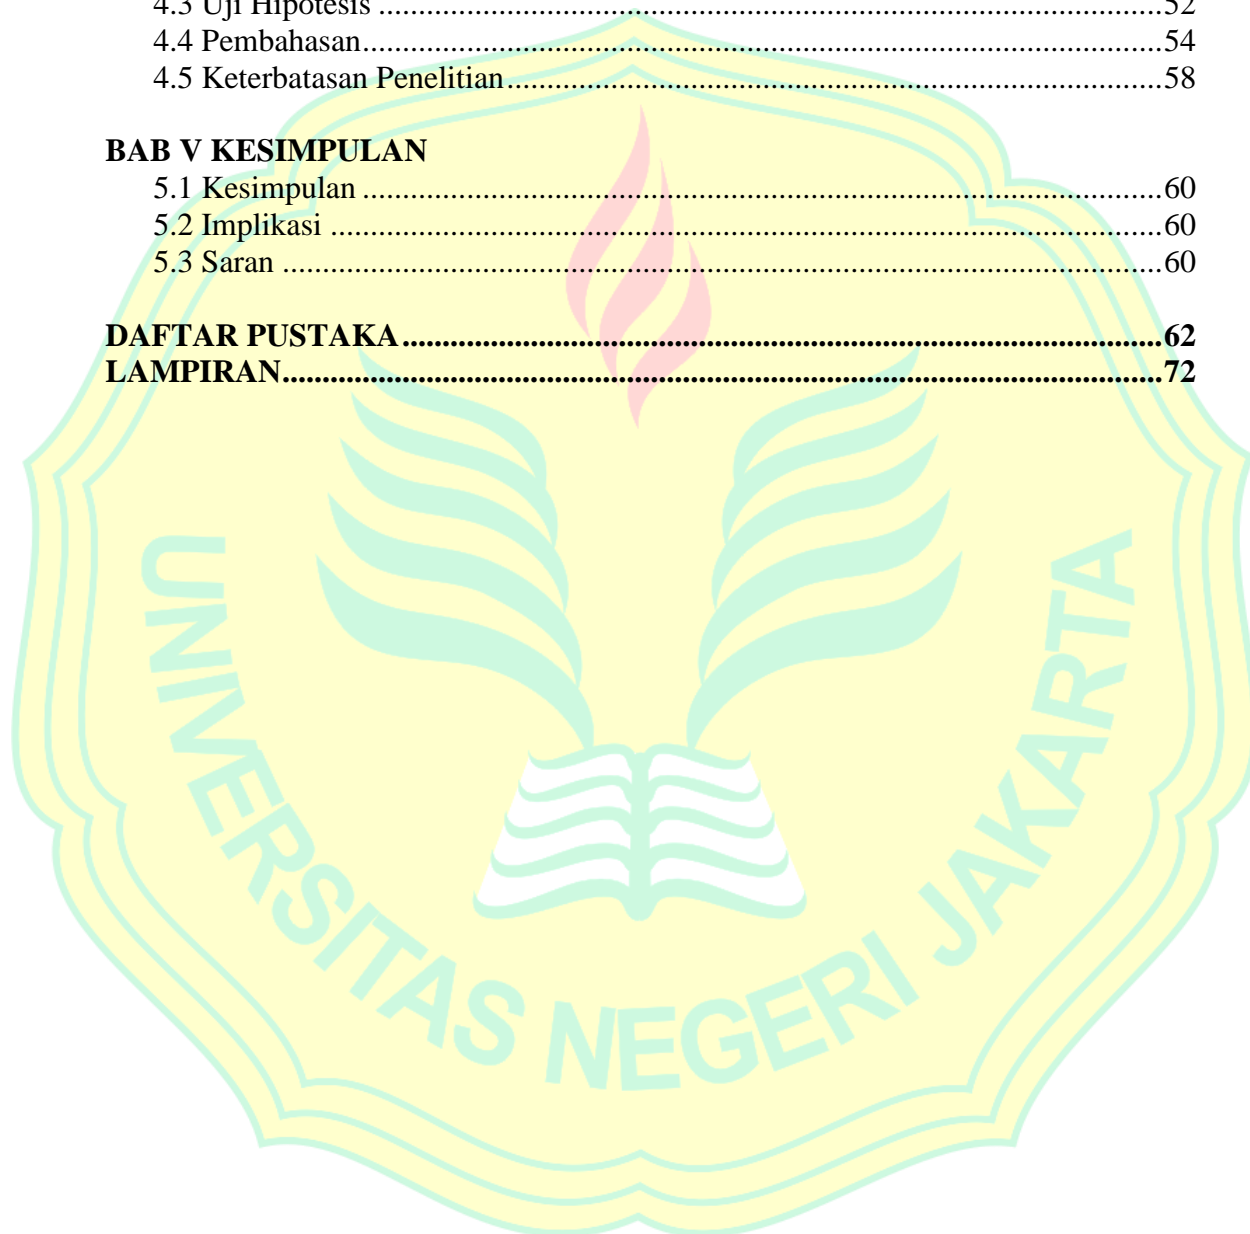 4.3 Uji Hipotesis ........................................................................................................52
4.4 Pembahasan........................................................................................................54
4.5 Keterbatasan Penelitian......................................................................................58
BAB V KESIMPULAN
5.1 Kesimpulan ........................................................................................................60
5.2 Implikasi ............................................................................................................60
5.3 Saran ..................................................................................................................60
DAFTAR PUSTAKA...............................................................................................62
LAMPIRAN..............................................................................................................72
UNIVERSITAS NEGERI JAKARTA